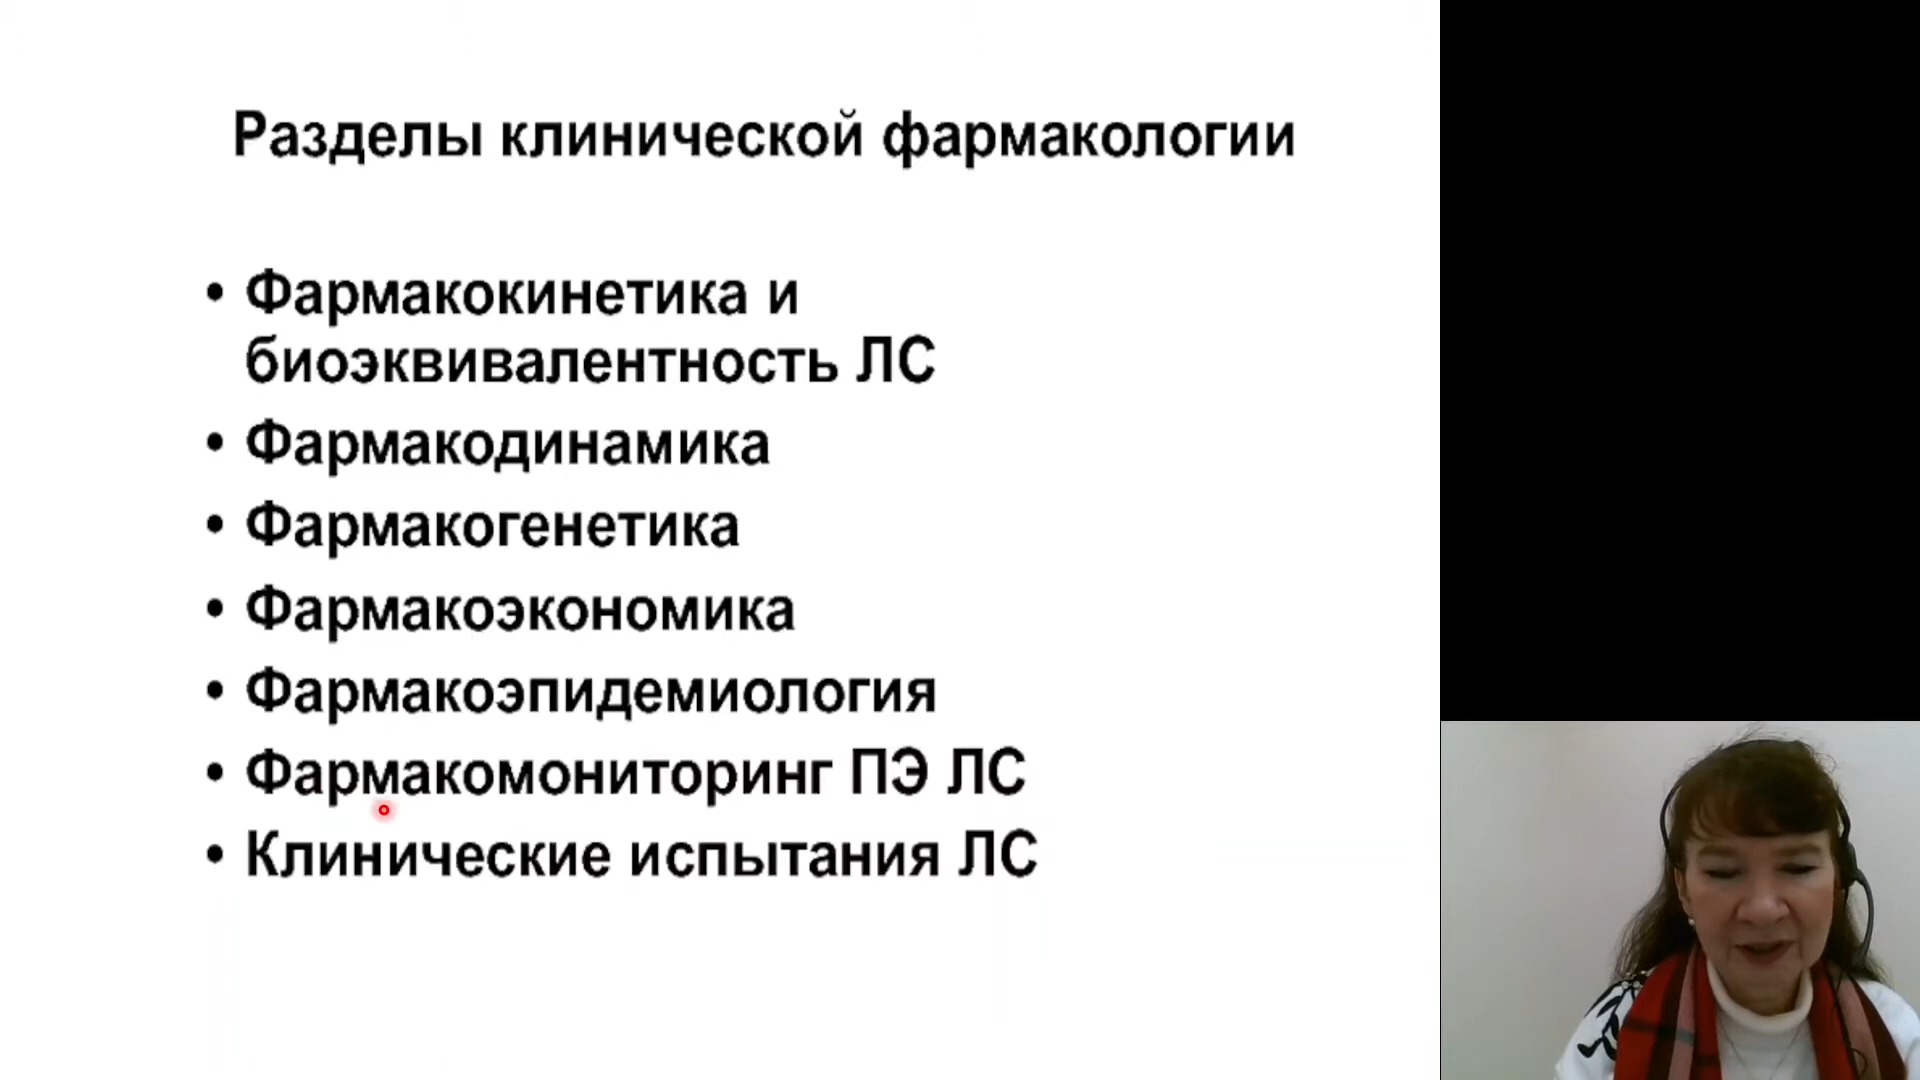 Разделы клинической фармакологии
• Фармакокинетика и
биоэквивалентность ЛС
• Фармакодинамика
• Фармакогенетика
• Фармакоэкономика
• Фармакоэпидемиология
• Фармакомониторинг ПЭ ЛС
• Клинические испытания ЛС